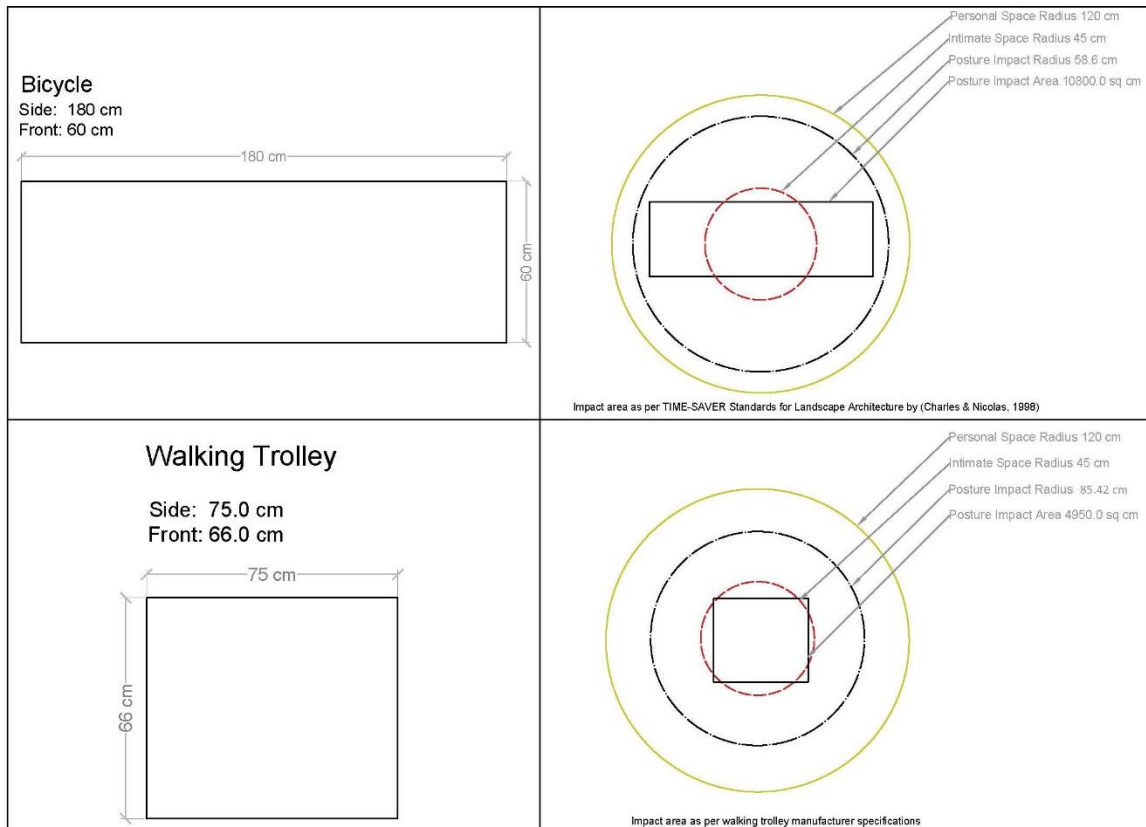 Bicycle
Side: 180 cm
Front: 60 cm
180 cm
60 cm
Personal Space Radius 120 cm
Intimate Space Radius 45 cm
Posture Impact Radius 58.6 cm
Posture Impact Area 10800.0 sq cm
Impact area as per TIME-SAVER Standards for Landscape Architecture by (Charles & Nicolas, 1998)
Walking Trolley
Side: 75.0 cm
Front: 66.0 cm
75 cm
66 cm
Personal Space Radius 120 cm
Intimate Space Radius 45 cm
Posture Impact Radius 85.42 cm
Posture Impact Area 4950.0 sq cm
Impact area as per walking trolley manufacturer specifications